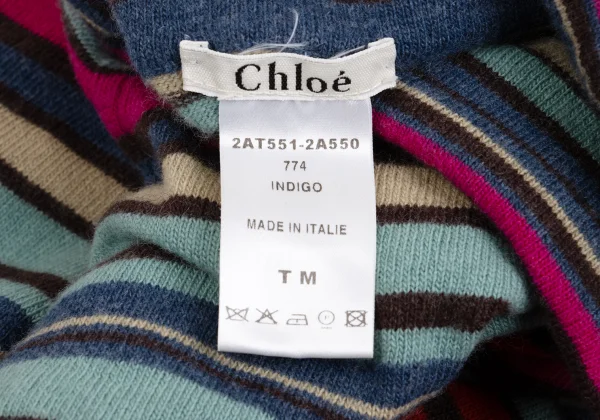 Chloé
2AT551-2A550
774
INDIGO
MADE IN ITALIE
T M